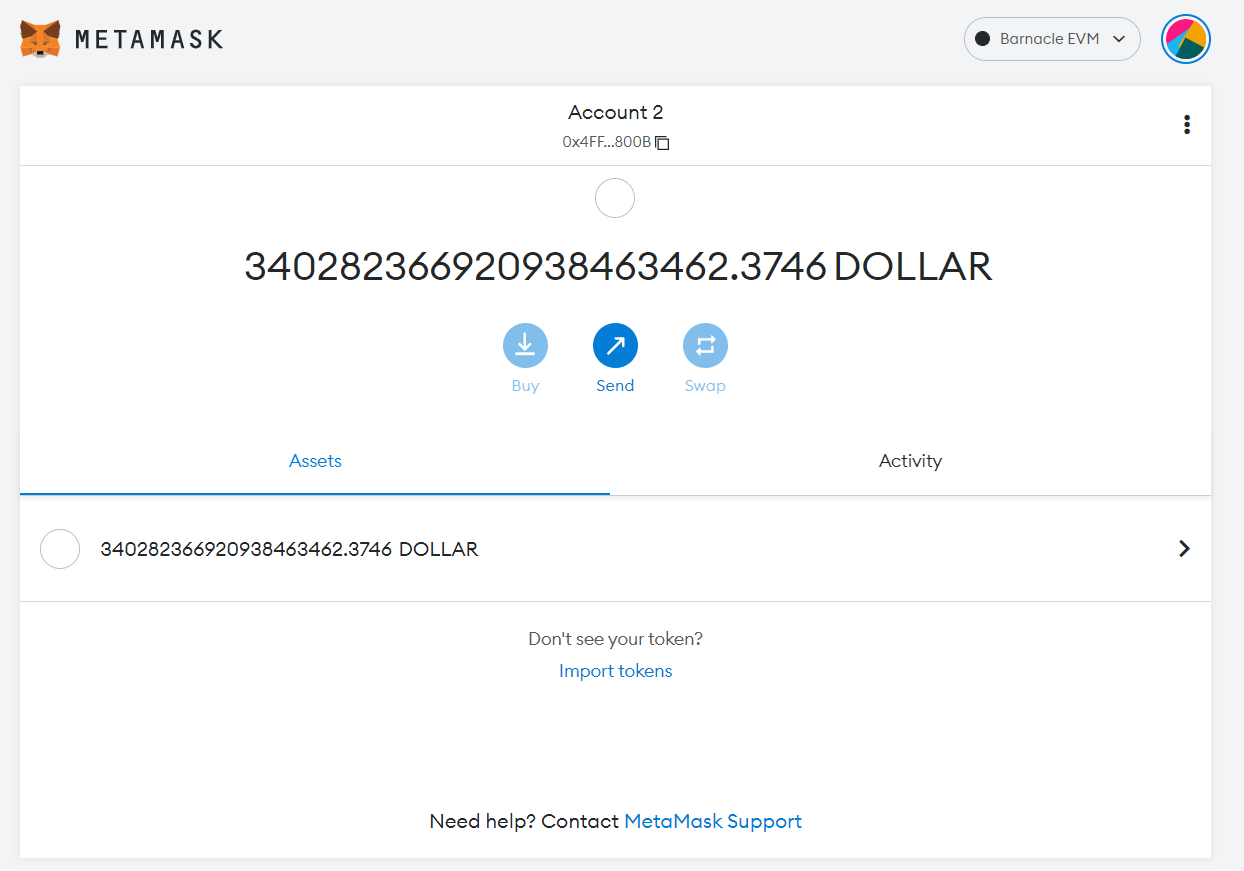 METAMASK
Barnacle EVM
Account 2
0x4FF...800B
340282366920938463462.3746 DOLLAR
Buy
Send
Swap
Assets
Activity
340282366920938463462.3746 DOLLAR
Don't see your token?
Import tokens
Need help? Contact MetaMask Support